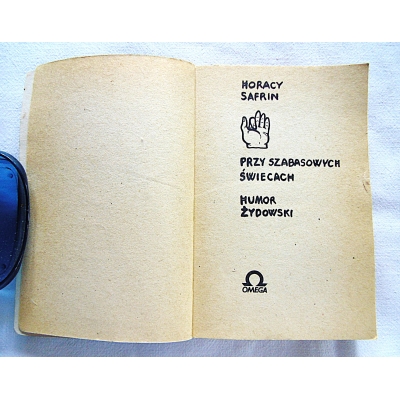 HORACY
SAFRIN
PRZY SZABASOWYCH
ŚWIECACH
HUMOR
ŻYDOWSKI
OMEGA